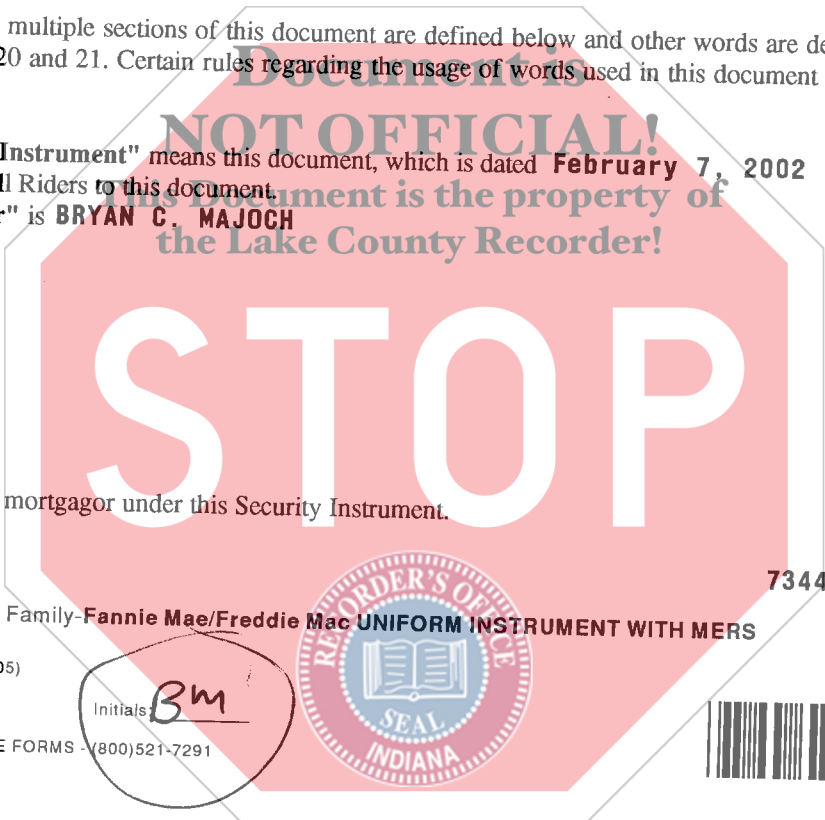 multiple sections of this document are defined below and other words are de
20 and 21. Certain rules regarding the usage of words used in this document
Document is
NOT OFFICIAL!
This Document is the property of
the Lake County Recorder!
Instrument" means this document, which is dated February 7, 2002
ll Riders to this document.
r" is BRYAN C. MAJOCH
STOP
mortgagor under this Security Instrument.
7344
Family-Fannie Mae/Freddie Mac UNIFORM INSTRUMENT WITH MERS
05)
Initials: BM
E FORMS - (800)521-7291
RECORDER'S OFFICE
SEAL
INDIANA